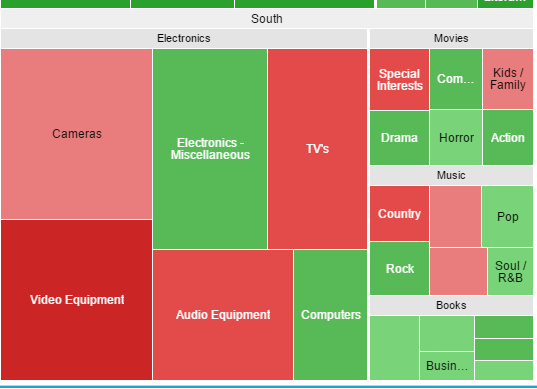 South
Electronics
Movies
Cameras
Electronics -
Miscellaneous
TV's
Special
Interests
Com...
Kids /
Family
Drama
Horror
Action
Music
Country
Pop
Rock
Soul /
R&B
Video Equipment
Audio Equipment
Computers
Books
Busin...